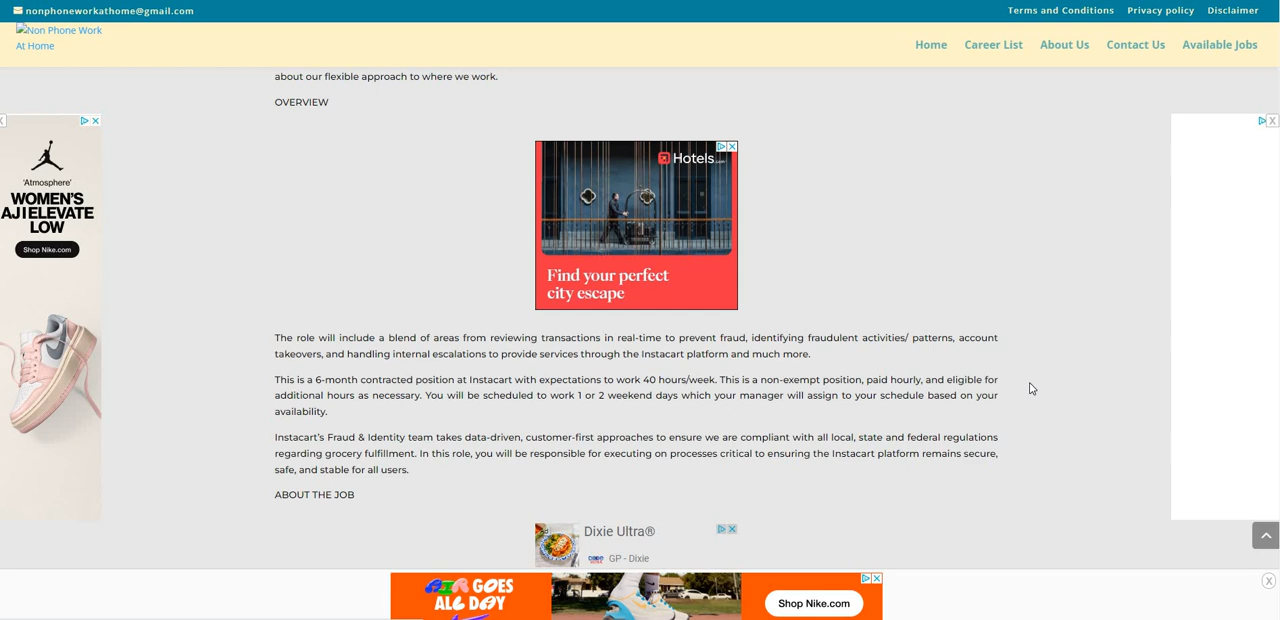 nonphoneworkathome@gmail.com
Terms and Conditions Privacy policy Disclaimer
Non Phone Work
At Home
Home Career List About Us Contact Us Available Jobs
about our flexible approach to where we work.
OVERVIEW
'Atmosphere'
WOMEN'S
AJ1 ELEVATE
LOW
Shop Nike.com
Hotels.com
Find your perfect
city escape
The role will include a blend of areas from reviewing transactions in real-time to prevent fraud, identifying fraudulent activities/ patterns, account
takeovers, and handling internal escalations to provide services through the Instacart platform and much more.
This is a 6-month contracted position at Instacart with expectations to work 40 hours/week. This is a non-exempt position, paid hourly, and eligible for
additional hours as necessary. You will be scheduled to work 1 or 2 weekend days which your manager will assign to your schedule based on your
availability.
Instacart's Fraud & Identity team takes data-driven, customer-first approaches to ensure we are compliant with all local, state and federal regulations
regarding grocery fulfillment. In this role, you will be responsible for executing on processes critical to ensuring the Instacart platform remains secure,
safe, and stable for all users.
ABOUT THE JOB
Dixie Ultra®
GP - Dixie
AIR GOES
ALL DAY
Shop Nike.com